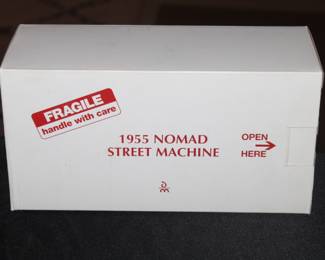 FRAGILE
handle with care
1955 NOMAD
STREET MACHINE
OPEN
HERE